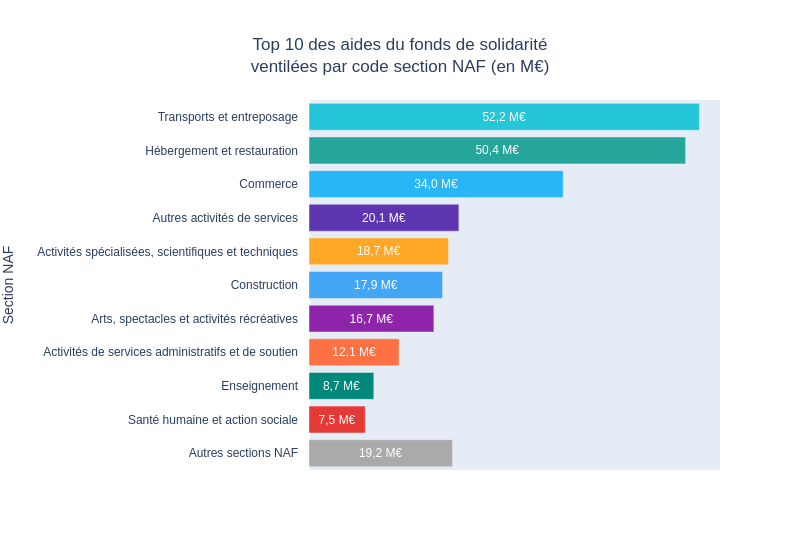 Top 10 des aides du fonds de solidarité
ventilées par code section NAF (en M€)
Section NAF
Transports et entreposage 52,2 M€
Hébergement et restauration 50,4 M€
Commerce 34,0 M€
Autres activités de services 20,1 M€
Activités spécialisées, scientifiques et techniques 18,7 M€
Construction 17,9 M€
Arts, spectacles et activités récréatives 16,7 M€
Activités de services administratifs et de soutien 12,1 M€
Enseignement 8,7 M€
Santé humaine et action sociale 7,5 M€
Autres sections NAF 19,2 M€